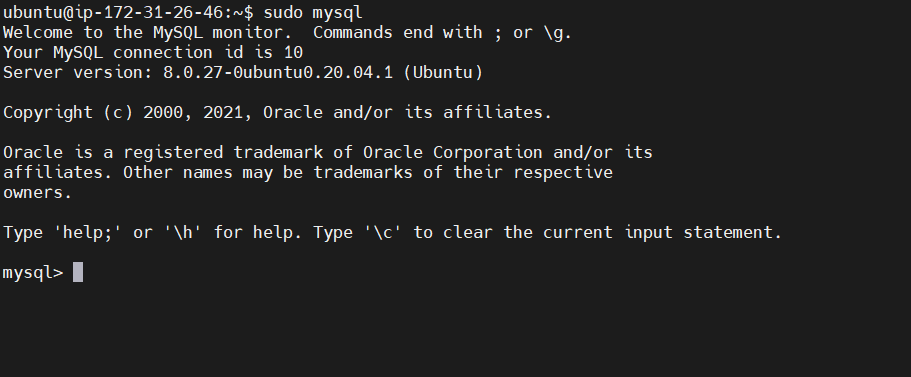 ubuntu@ip-172-31-26-46:~$ sudo mysql
Welcome to the MySQL monitor.  Commands end with ; or \g.
Your MySQL connection id is 10
Server version: 8.0.27-0ubuntu0.20.04.1 (Ubuntu)
Copyright (c) 2000, 2021, Oracle and/or its affiliates.
Oracle is a registered trademark of Oracle Corporation and/or its
affiliates. Other names may be trademarks of their respective
owners.
Type 'help;' or '\h' for help. Type '\c' to clear the current input statement.
mysql>